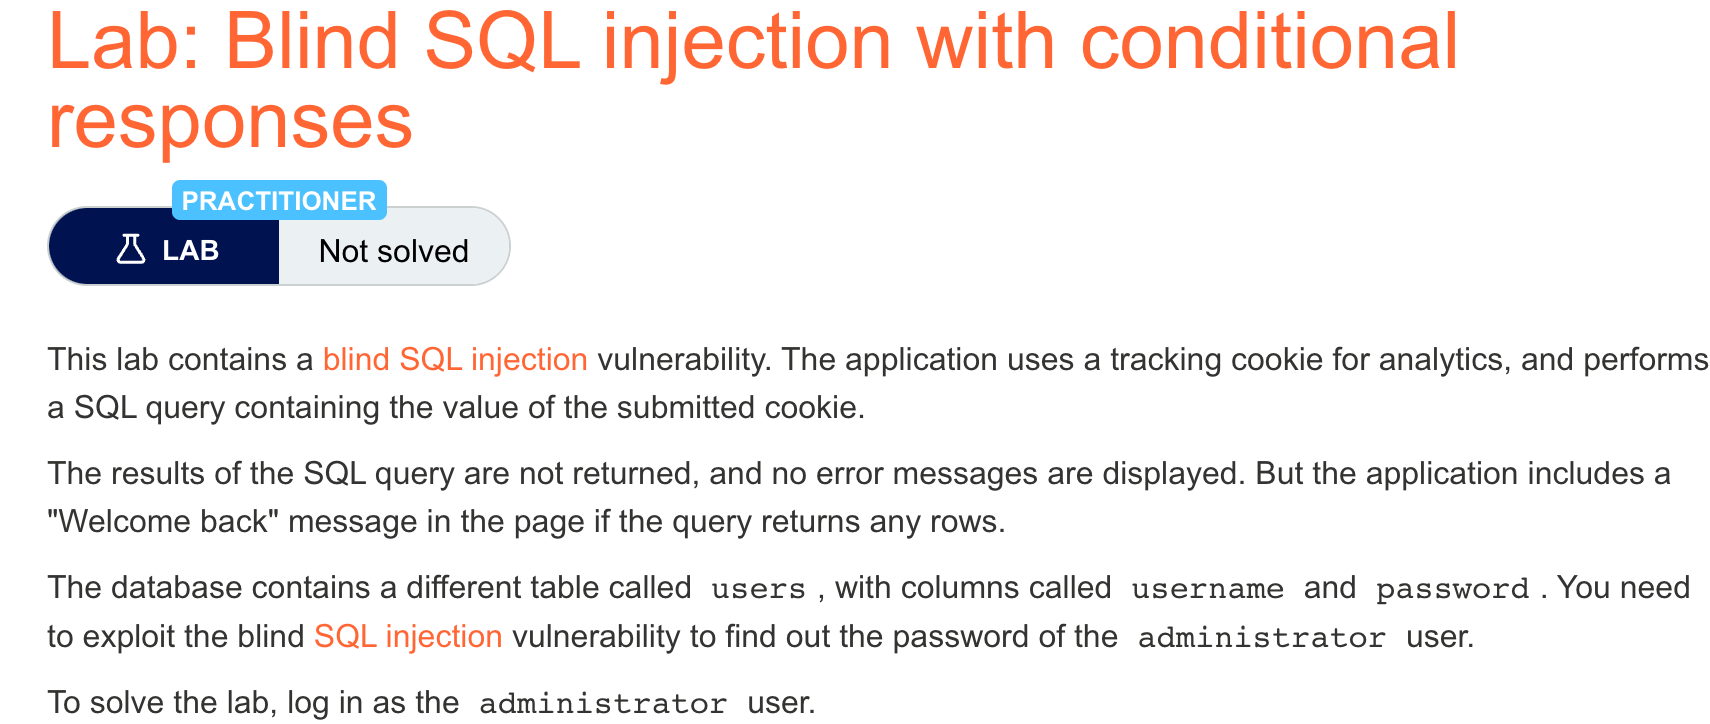 Lab: Blind SQL injection with conditional
responses
PRACTITIONER
LAB
Not solved
This lab contains a blind SQL injection vulnerability. The application uses a tracking cookie for analytics, and performs
a SQL query containing the value of the submitted cookie.
The results of the SQL query are not returned, and no error messages are displayed. But the application includes a
"Welcome back" message in the page if the query returns any rows.
The database contains a different table called users , with columns called username and password . You need
to exploit the blind SQL injection vulnerability to find out the password of the administrator user.
To solve the lab, log in as the administrator user.